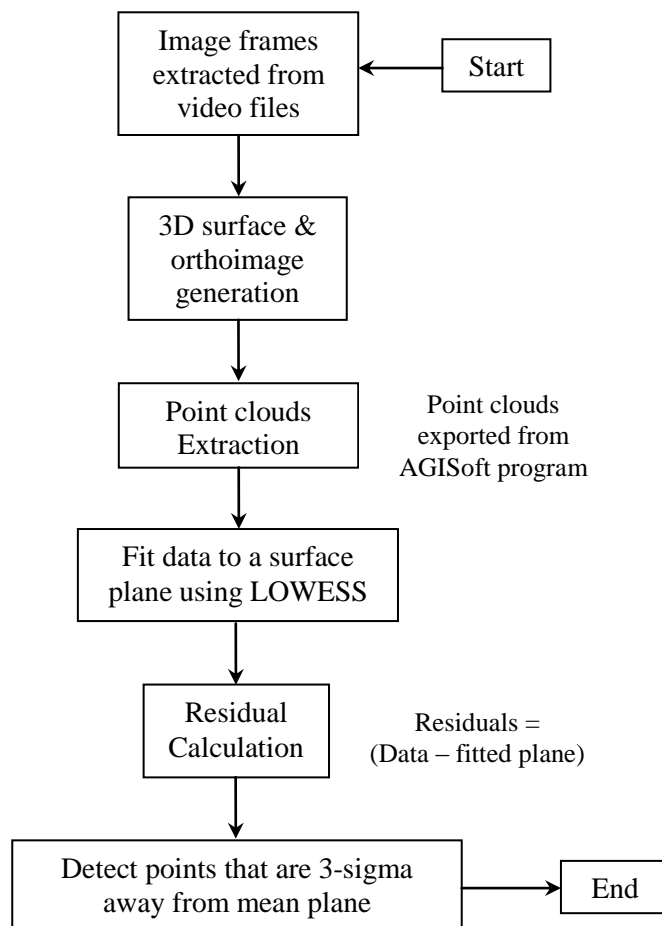 Start
Image frames
extracted from
video files
3D surface &
orthoimage
generation
Point clouds
Extraction
Point clouds
exported from
AGISoft program
Fit data to a surface
plane using LOWESS
Residual
Calculation
Residuals =
(Data – fitted plane)
Detect points that are 3-sigma
away from mean plane
End